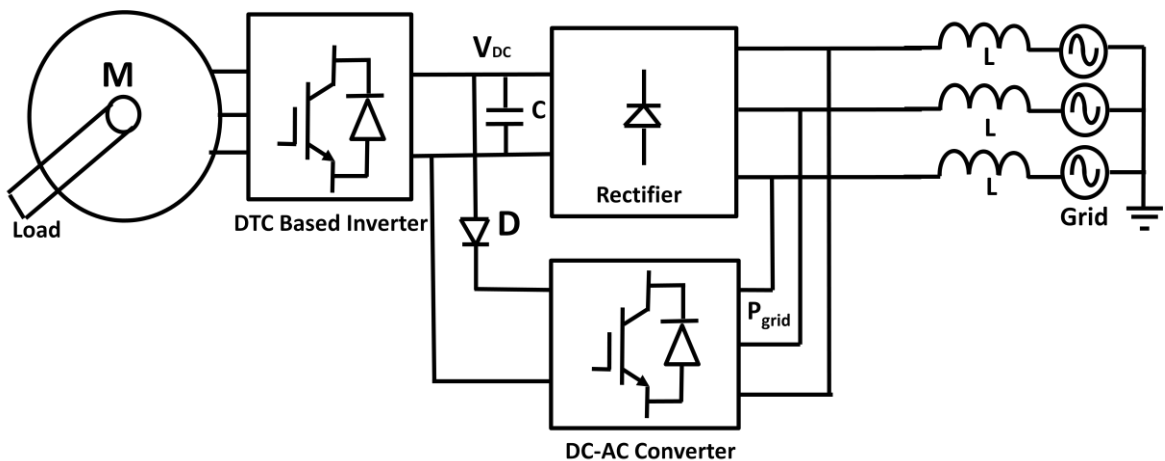 M
Load
DTC Based Inverter
VDC
C
D
Rectifier
DC-AC Converter
Pgrid
L
L
L
Grid